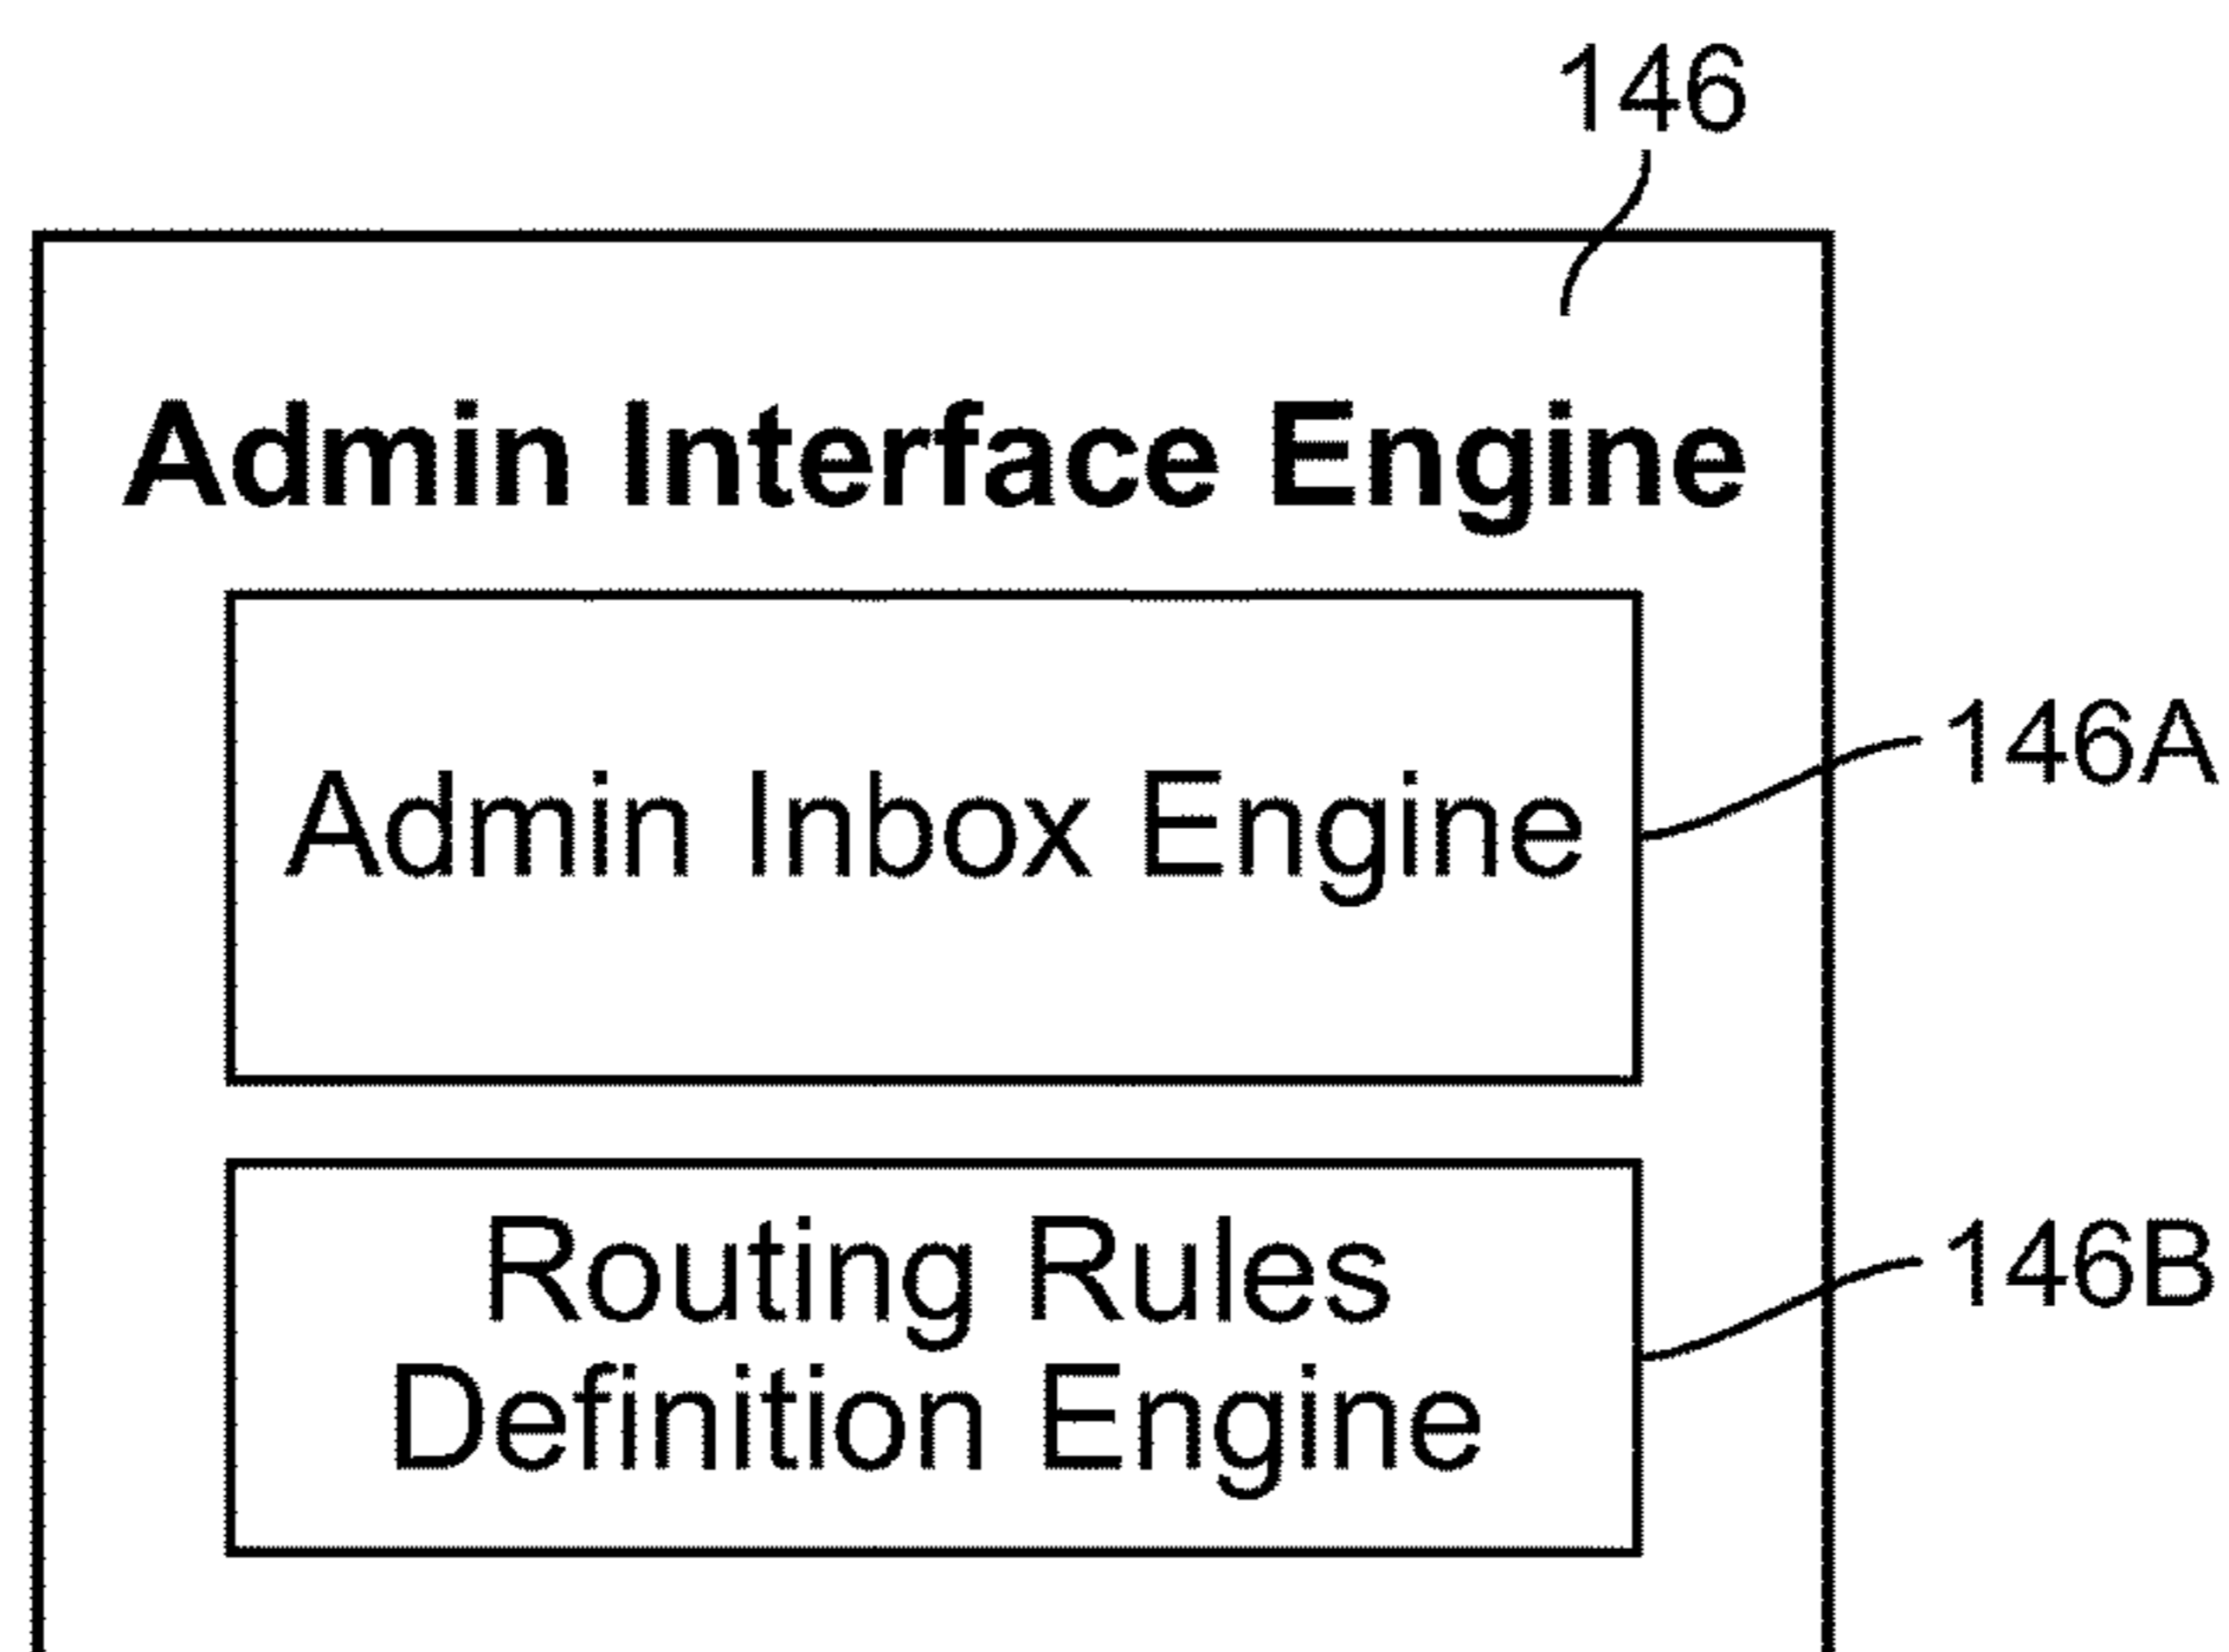 146
Admin Interface Engine
Admin Inbox Engine
146A
Routing Rules
Definition Engine
146B